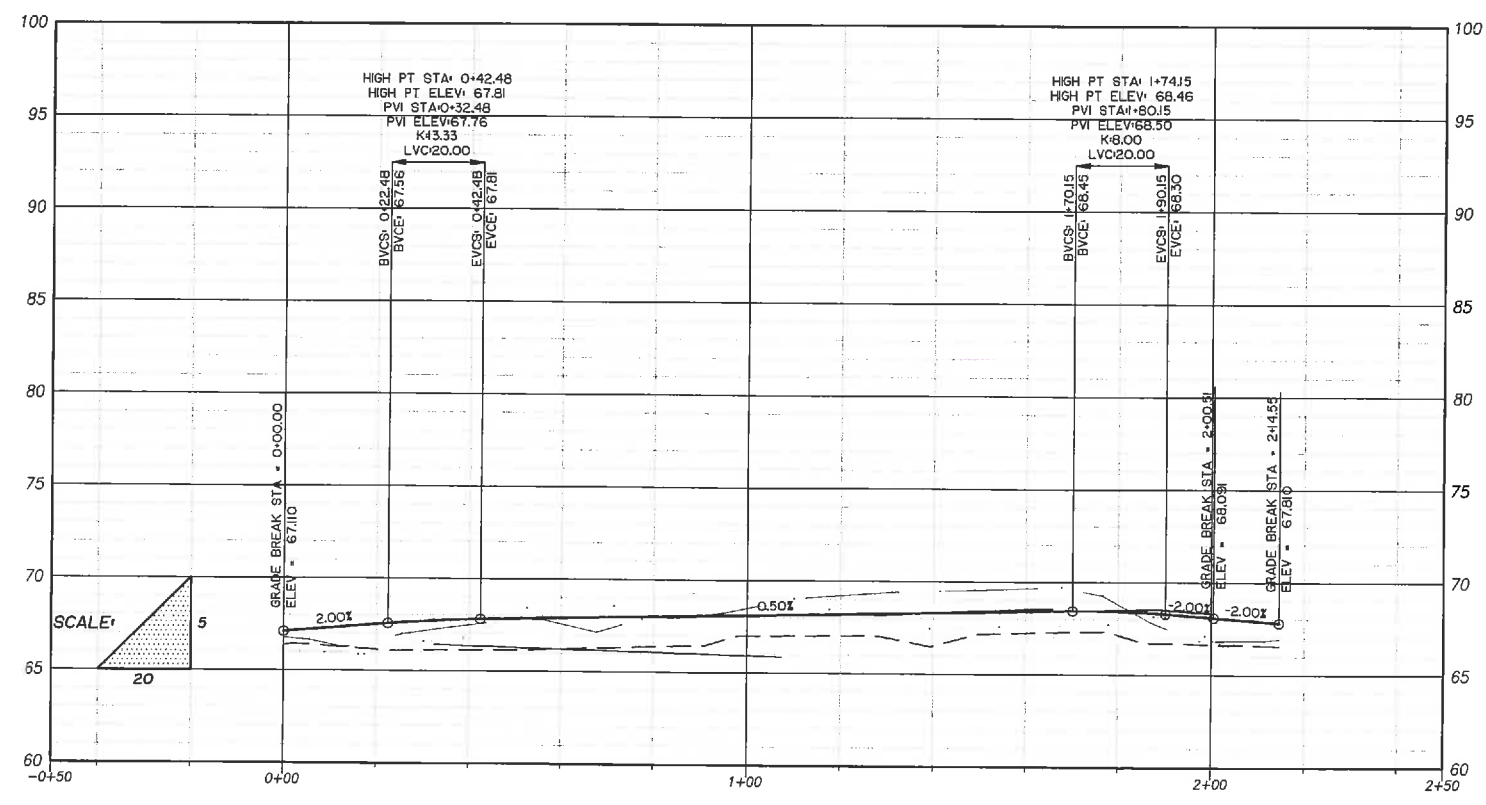 100
100
HIGH PT STA: 0+42.48
HIGH PT ELEV: 67.81
PVI STA:0+32.48
PVI ELEV:67.76
K:13.33
LVC:20.00
HIGH PT STA: 1+74.15
HIGH PT ELEV: 68.46
PVI STA:1+80.15
PVI ELEV:68.50
K:8.00
LVC:20.00
95
95
BVCS: 0+22.48
BVCE: 67.56
EVCS: 0+42.48
EVCE: 67.81
BVCS: 1+70.15
BVCE: 68.45
EVCS: 1+90.15
EVCE: 68.30
90
90
85
85
80
80
GRADE BREAK STA = 0+00.00
ELEV = 67.110
GRADE BREAK STA = 2+00.51
ELEV = 68.091
GRADE BREAK STA = 2+14.55
ELEV = 67.810
75
75
70
70
SCALE:
5
20
2.00%
0.50%
-2.00%
-2.00%
65
65
60
60
-0+50
0+00
1+00
2+00
2+50